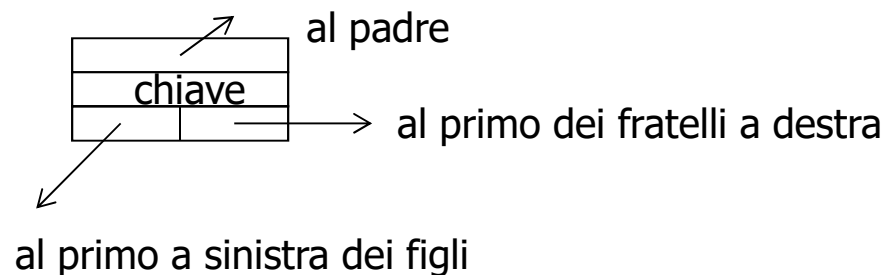 al padre
chiave
al primo dei fratelli a destra
al primo a sinistra dei figli